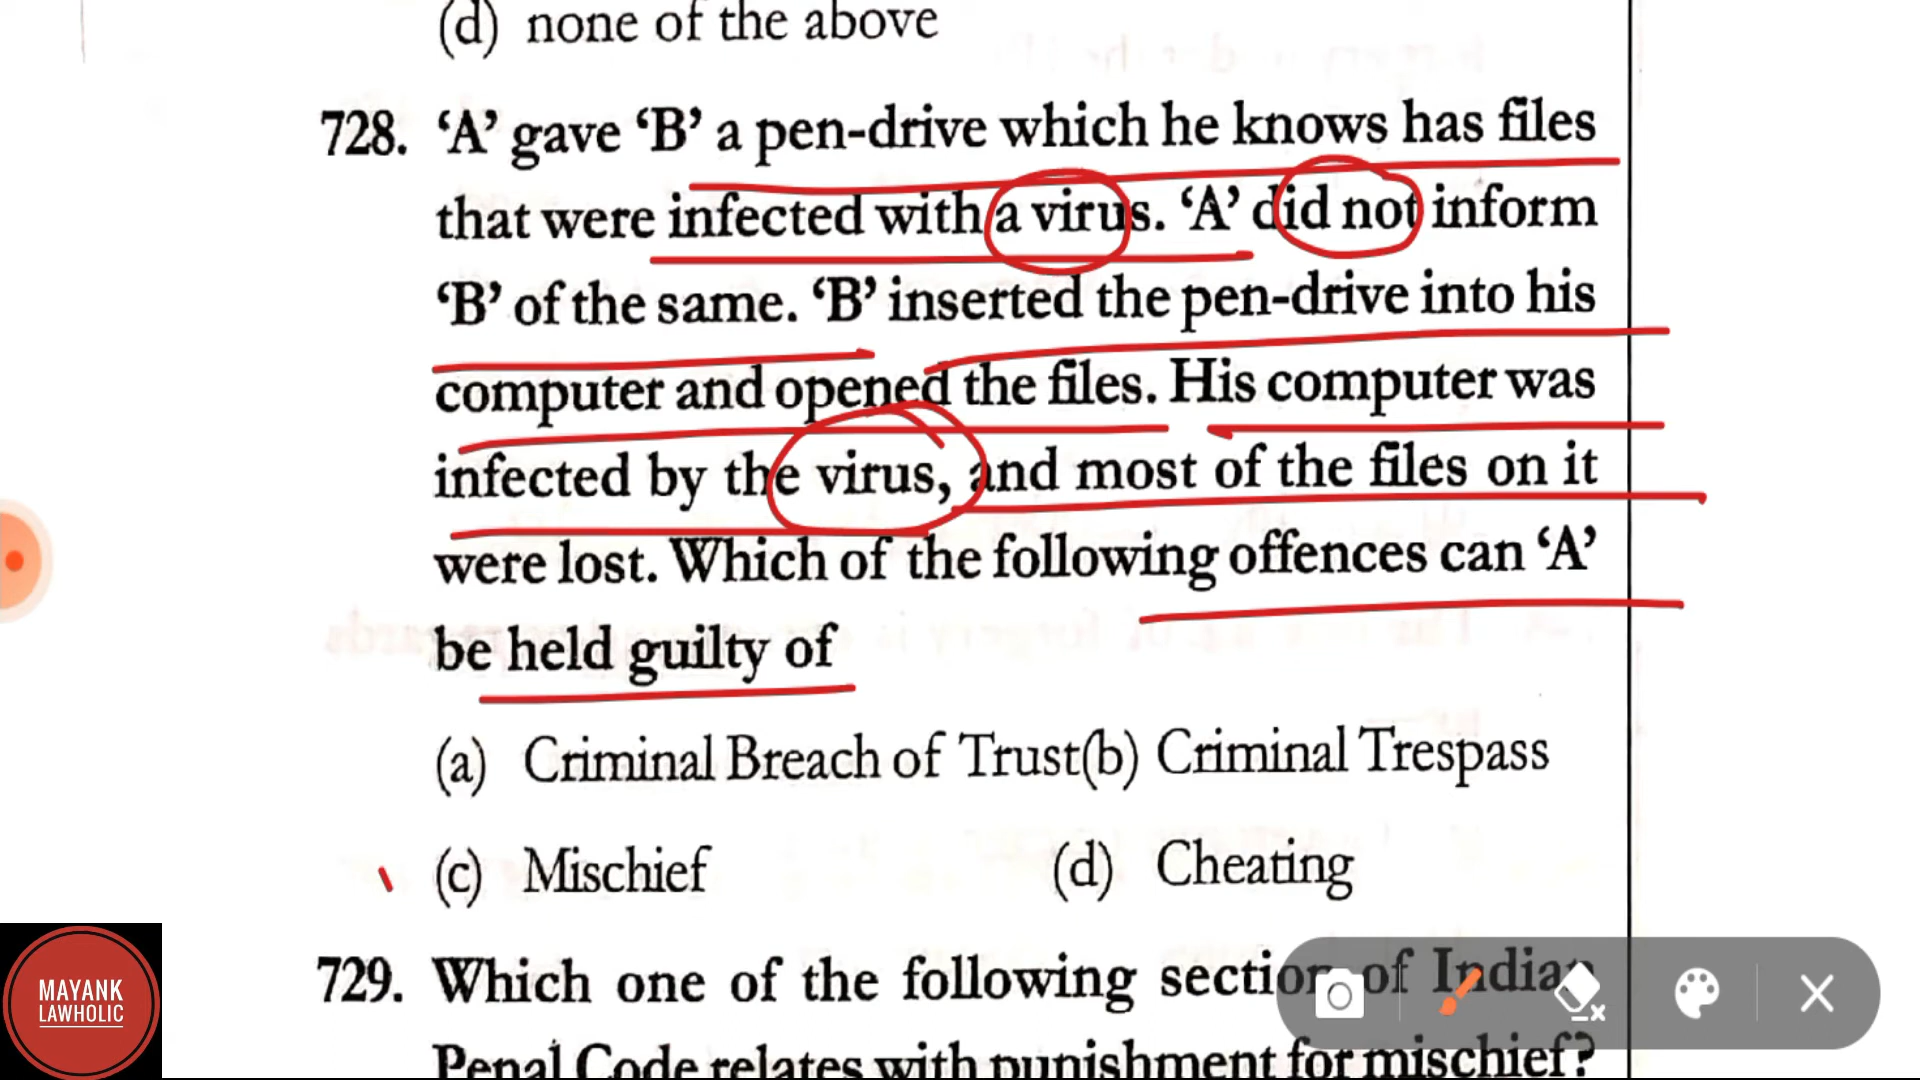 (d) none of the above
728. ‘A’ gave ‘B’ a pen-drive which he knows has files
that were infected with a virus. ‘A’ did not inform
‘B’ of the same. ‘B’ inserted the pen-drive into his
computer and opened the files. His computer was
infected by the virus, and most of the files on it
were lost. Which of the following offences can ‘A’
be held guilty of
(a) Criminal Breach of Trust(b) Criminal Trespass
(c) Mischief (d) Cheating
729. Which one of the following section of Indian
Penal Code relates with punishment for mischief?
MAYANK
LAWHOLIC